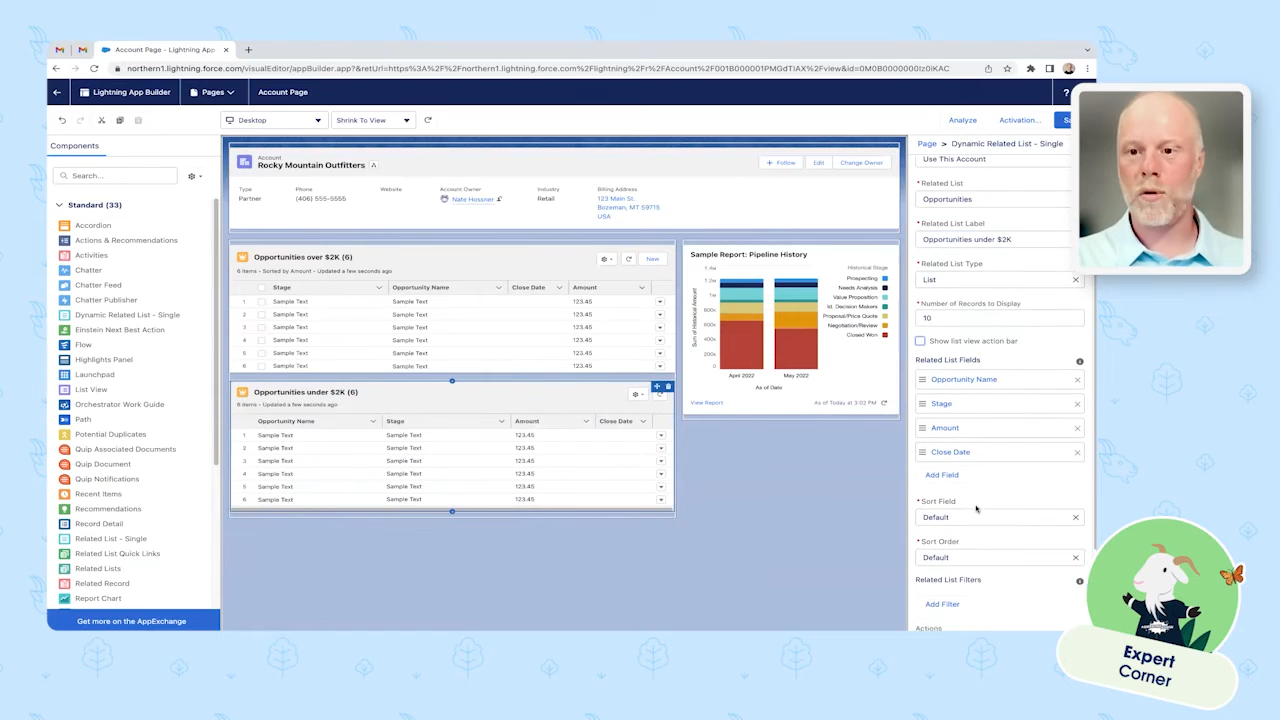 Account Page - Lightning App
northern1.lightning.force.com/visualEditor/appBuilder.app?&retUrl=https%3A%2F%2Fnorthern1.lightning.force.com%2Flightning%2Fr%2FAccount%2F001B000001PMGdTIAX%2Fview&id=0M0B0000000Iz0iKAC
Lightning App Builder
Pages
Account Page
?
Desktop
Shrink To View
Analyze
Activation...
Components
Search...
Standard (33)
Accordion
Actions & Recommendations
Activities
Chatter
Chatter Feed
Chatter Publisher
Dynamic Related List - Single
Einstein Next Best Action
Flow
Highlights Panel
Launchpad
List View
Orchestrator Work Guide
Path
Potential Duplicates
Quip Associated Documents
Quip Document
Quip Notifications
Recent Items
Recommendations
Record Detail
Related List - Single
Related List Quick Links
Related Lists
Related Record
Report Chart
Get more on the AppExchange
Account
Rocky Mountain Outfitters
+ Follow
Edit
Change Owner
Type
Phone
Website
Account Owner
Industry
Billing Address
Partner
(406) 555-5555
Nate Hossner
Retail
123 Main St.
Bozeman, MT 59715
USA
Opportunities over $2K (6)
New
6 items • Sorted by Amount • Updated a few seconds ago
Stage
Opportunity Name
Close Date
Amount
1 Sample Text Sample Text 123.45
2 Sample Text Sample Text 123.45
3 Sample Text Sample Text 123.45
4 Sample Text Sample Text 123.45
5 Sample Text Sample Text 123.45
6 Sample Text Sample Text 123.45
Opportunities under $2K (6)
6 items • Updated a few seconds ago
Opportunity Name
Stage
Amount
Close Date
1 Sample Text Sample Text 123.45
2 Sample Text Sample Text 123.45
3 Sample Text Sample Text 123.45
4 Sample Text Sample Text 123.45
5 Sample Text Sample Text 123.45
6 Sample Text Sample Text 123.45
Sample Report: Pipeline History
Historical Stage
Prospecting
Needs Analysis
Value Proposition
Id. Decision Makers
Proposal/Price Quote
Negotiation/Review
Closed Won
Sum of Historical Amount
1.4м
1.2м
1м
800к
600к
400к
200к
0
April 2022
May 2022
As of Date
View Report
As of Today at 3:02 PM
Page > Dynamic Related List - Single
Use This Account
* Related List
Opportunities
* Related List Label
Opportunities under $2K
* Related List Type
List
* Number of Records to Display
10
Show list view action bar
Related List Fields
Opportunity Name
Stage
Amount
Close Date
Add Field
* Sort Field
Default
* Sort Order
Default
Related List Filters
Add Filter
Actions
Expert
Corner